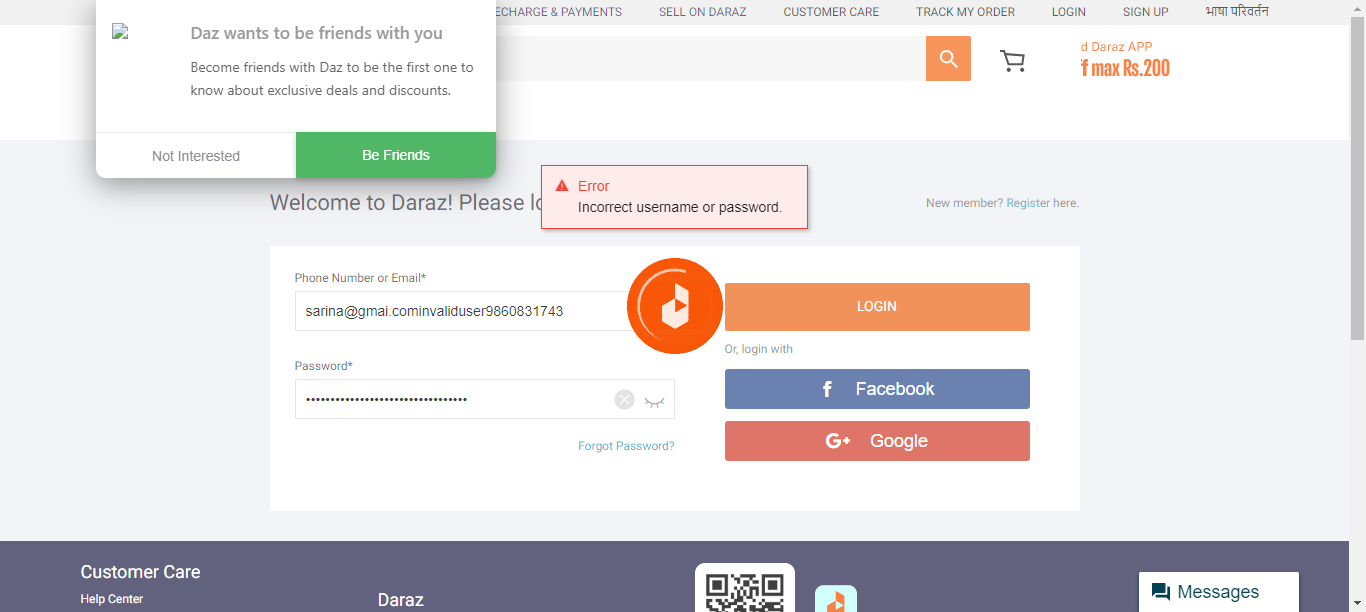 ECHARGE & PAYMENTS SELL ON DARAZ CUSTOMER CARE TRACK MY ORDER LOGIN SIGN UP भाषा परिवर्तन
Daz wants to be friends with you
Become friends with Daz to be the first one to
know about exclusive deals and discounts.
Not Interested Be Friends
d Daraz APP
f max Rs.200
Error
Incorrect username or password.
Welcome to Daraz! Please lo
New member? Register here.
Phone Number or Email*
sarina@gmai.cominvaliduser9860831743
LOGIN
Or, login with
Password*
Facebook
Google
Forgot Password?
Customer Care
Help Center
Daraz
Messages